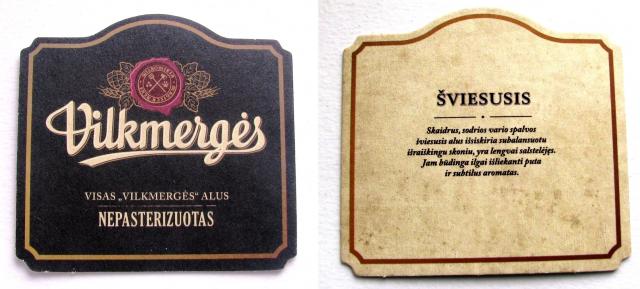 Vilkmergės
VISAS „VILKMERGĖS“ ALUS
NEPASTERIZUOTAS
ŠVIESUSIS
Skaidrus, sodrios vario spalvos
šviesusis alus išsiskiria subalansuotu
išraiškingu skoniu, yra lengvai salstelėjęs.
Jam būdinga ilgai išliekanti puta
ir subtilus aromatas.